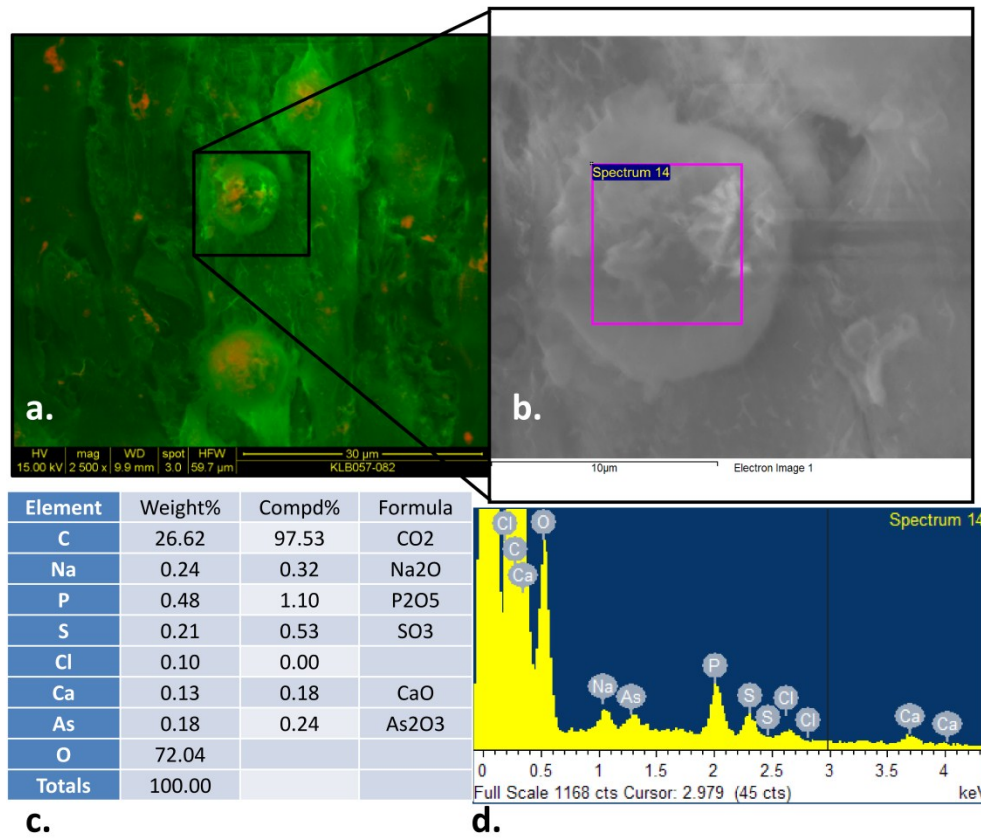 a.
HV mag WD spot HFW 30 µm
15.00 kV 2 500 x 9.9 mm 3.0 59.7 µm KLB057-082
Spectrum 14
b.
10µm Electron Image 1
Element Weight% Compd% Formula
C 26.62 97.53 CO2
Na 0.24 0.32 Na2O
P 0.48 1.10 P2O5
S 0.21 0.53 SO3
Cl 0.10 0.00
Ca 0.13 0.18 CaO
As 0.18 0.24 As2O3
O 72.04
Totals 100.00
c.
Spectrum 14
Cl O
C
Ca
P
Na As S Cl
S Cl Ca Ca
0 0.5 1 1.5 2 2.5 3 3.5 4
Full Scale 1168 cts Cursor: 2.979 (45 cts) keV
d.